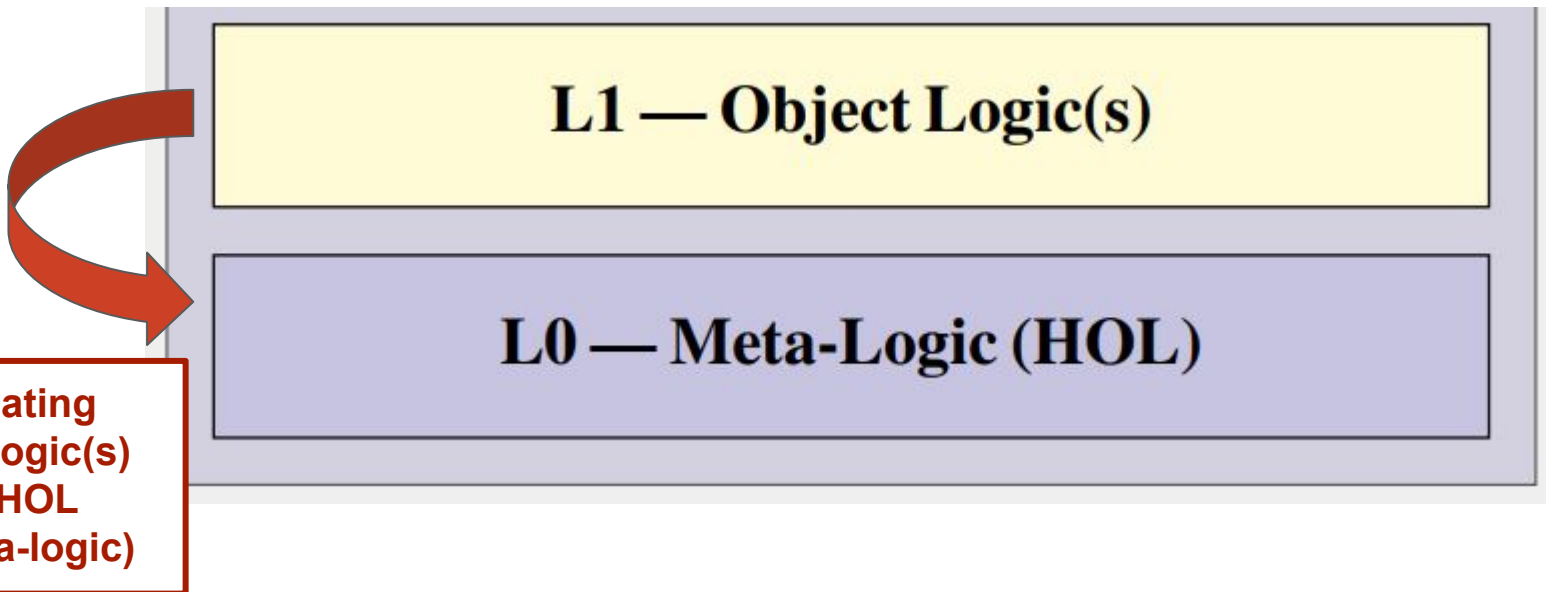 L1 — Object Logic(s)
L0 — Meta-Logic (HOL)
ating
ogic(s)
HOL
a-logic)